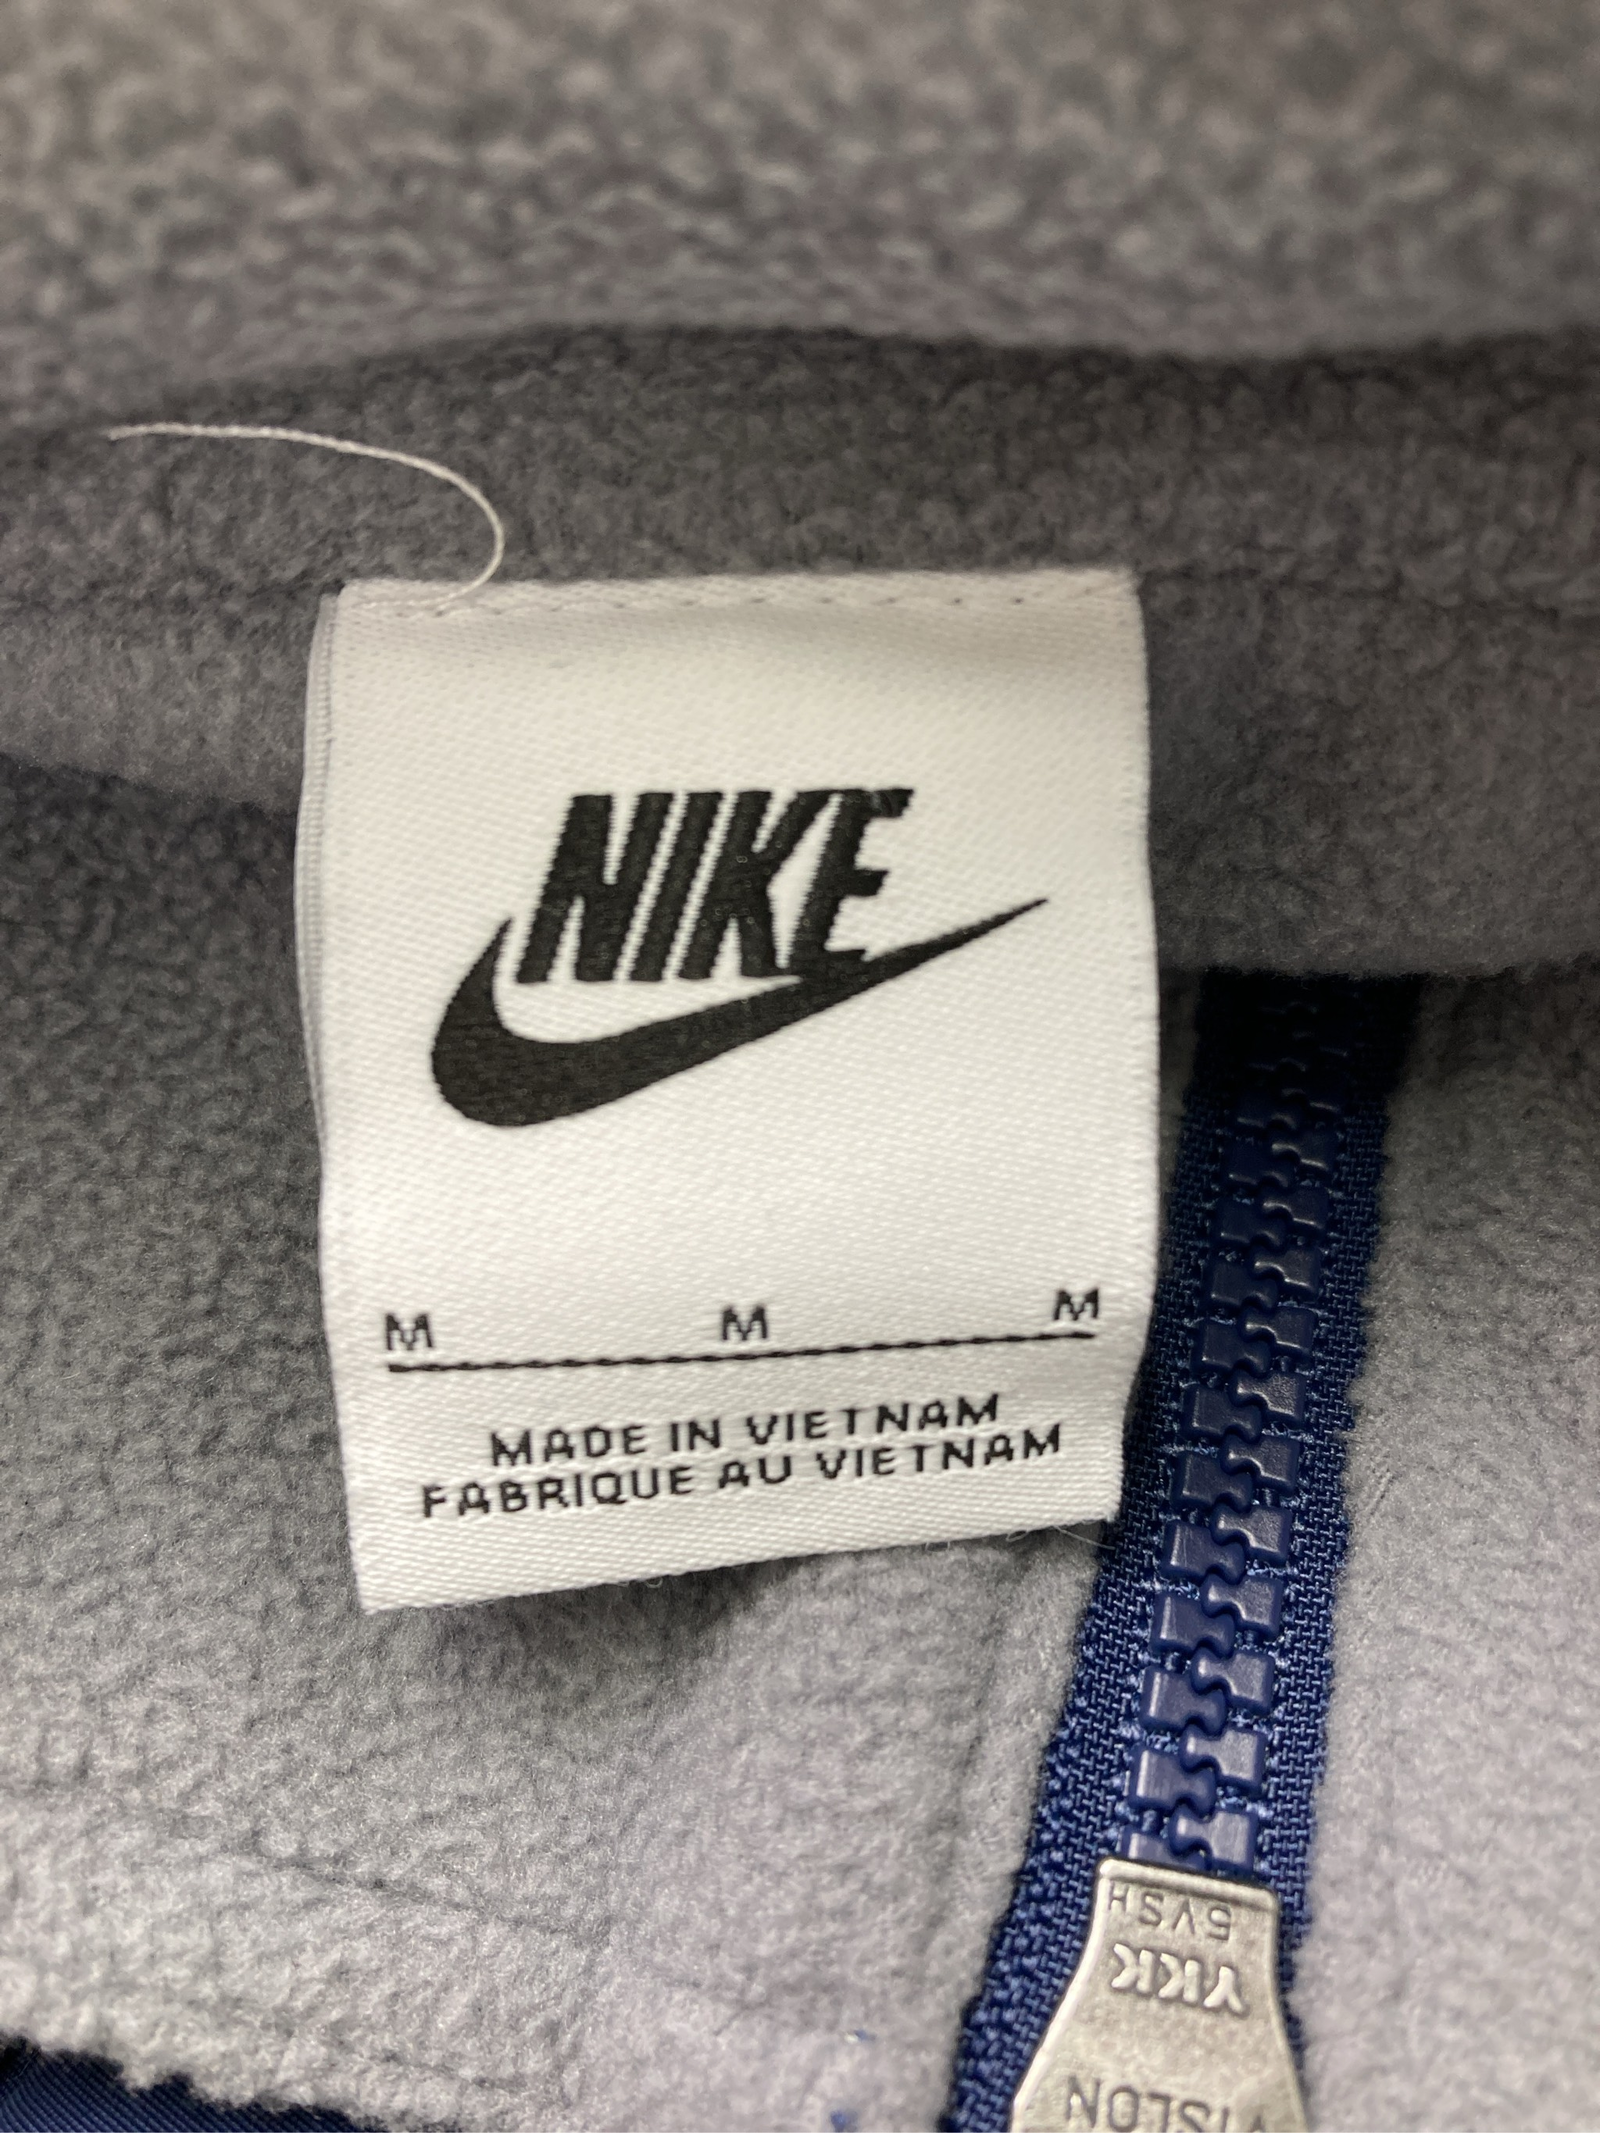 NIKE
M M M
MADE IN VIETNAM
FABRIQUE AU VIETNAM
5VSH
YKK
VISLON